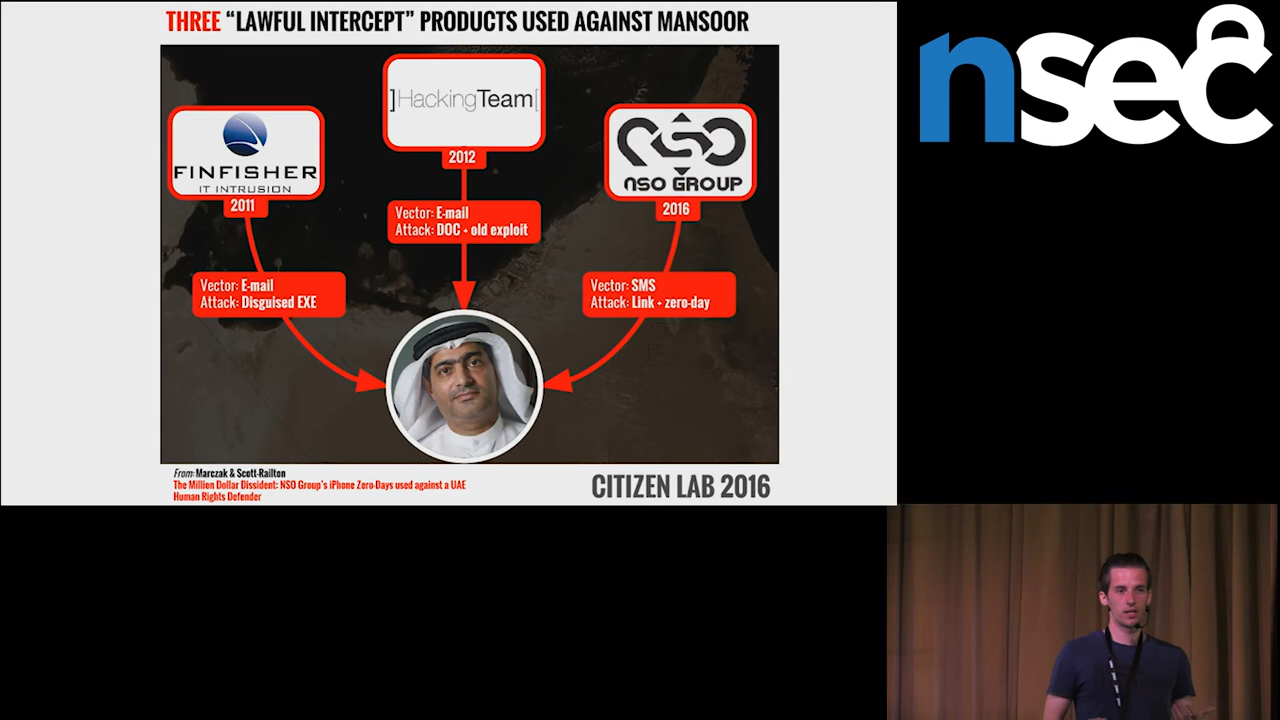 THREE “LAWFUL INTERCEPT” PRODUCTS USED AGAINST MANSOOR
nsec
]HackingTeam[
2012
FINFISHER
IT INTRUSION
2011
NSO
NSO GROUP
2016
Vector: E-mail
Attack: DOC + old exploit
Vector: E-mail
Attack: Disguised EXE
Vector: SMS
Attack: Link + zero-day
From: Marczak & Scott-Railton
The Million Dollar Dissident: NSO Group’s iPhone Zero-Days used against a UAE
Human Rights Defender
CITIZEN LAB 2016